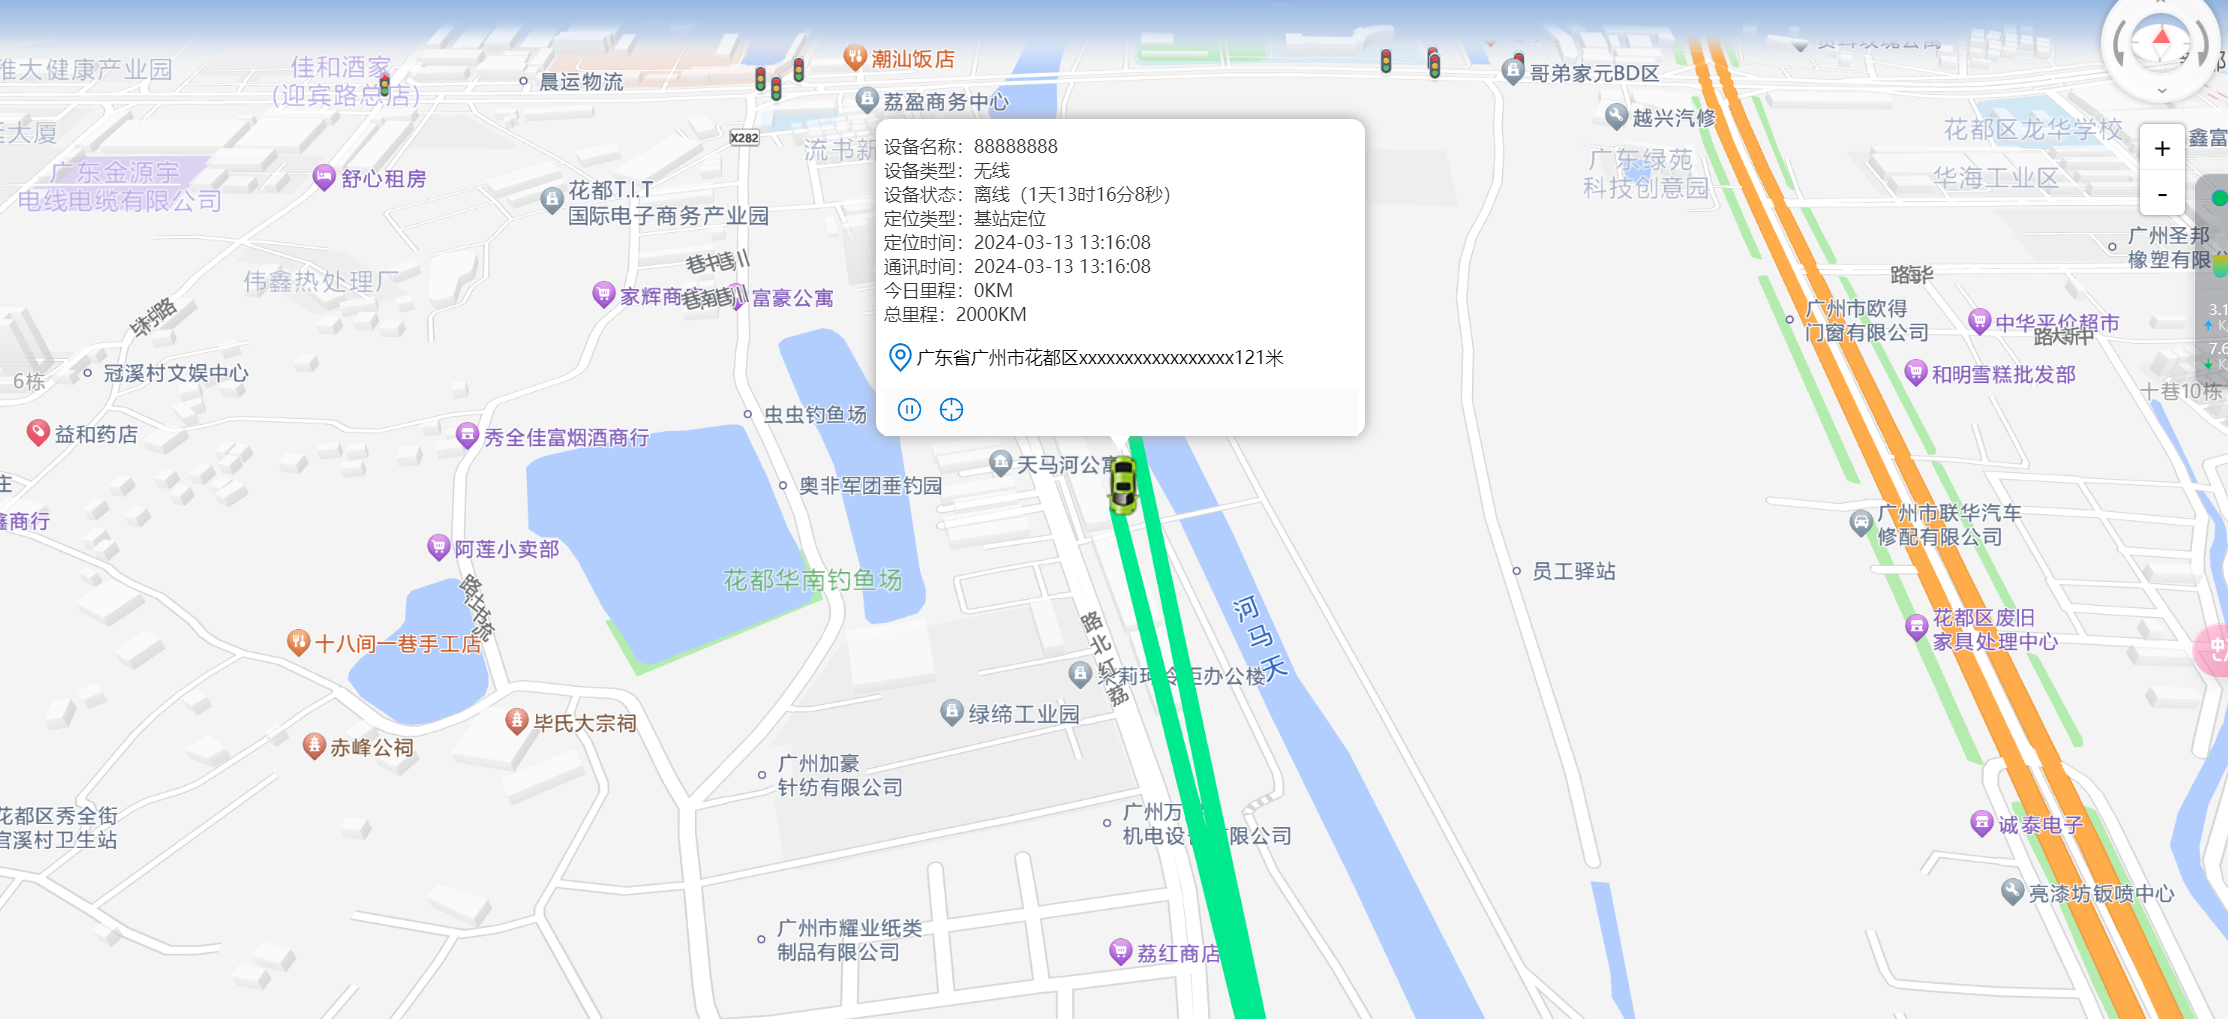 雅大健康产业园
佳和酒家
(迎宾路总店)
晨运物流
潮汕饭店
荔盈商务中心
哥弟家元BD区
越兴汽修
花都区龙华学校
鑫富
X282
流书新
广东金源宇
电线电缆有限公司
舒心租房
花都T.I.T
国际电子商务产业园
广东绿苑
科技创意园
华海工业区
+
-
设备名称：88888888
设备类型：无线
设备状态：离线（1天13时16分8秒）
定位类型：基站定位
定位时间：2024-03-13 13:16:08
通讯时间：2024-03-13 13:16:08
今日里程：0KM
总里程：2000KM
广东省广州市花都区xxxxxxxxxxxxxxxxx121米
广州圣邦
橡塑有限
伟鑫热处理厂
家辉商
富豪公寓
毕村路
广州市欧得
门窗有限公司
中华平价超市
和明雪糕批发部
十巷10栋
3.1
7.6
6栋
冠溪村文娱中心
虫虫钓鱼场
益和药店
秀全佳富烟酒商行
天马河公寓
奥非军团垂钓园
庄
鑫商行
阿莲小卖部
广州市联华汽车
修配有限公司
花都华南钓鱼场
员工驿站
流书红路
十八间一巷手工店
荔红北路
天马河
花都区废旧
家具处理中心
办公楼
绿缔工业园
毕氏大宗祠
赤峰公祠
广州加豪
针纺有限公司
花都区秀全街
官溪村卫生站
广州万
机电设
有限公司
诚泰电子
亮漆坊钣喷中心
广州市耀业纸类
制品有限公司
荔红商店